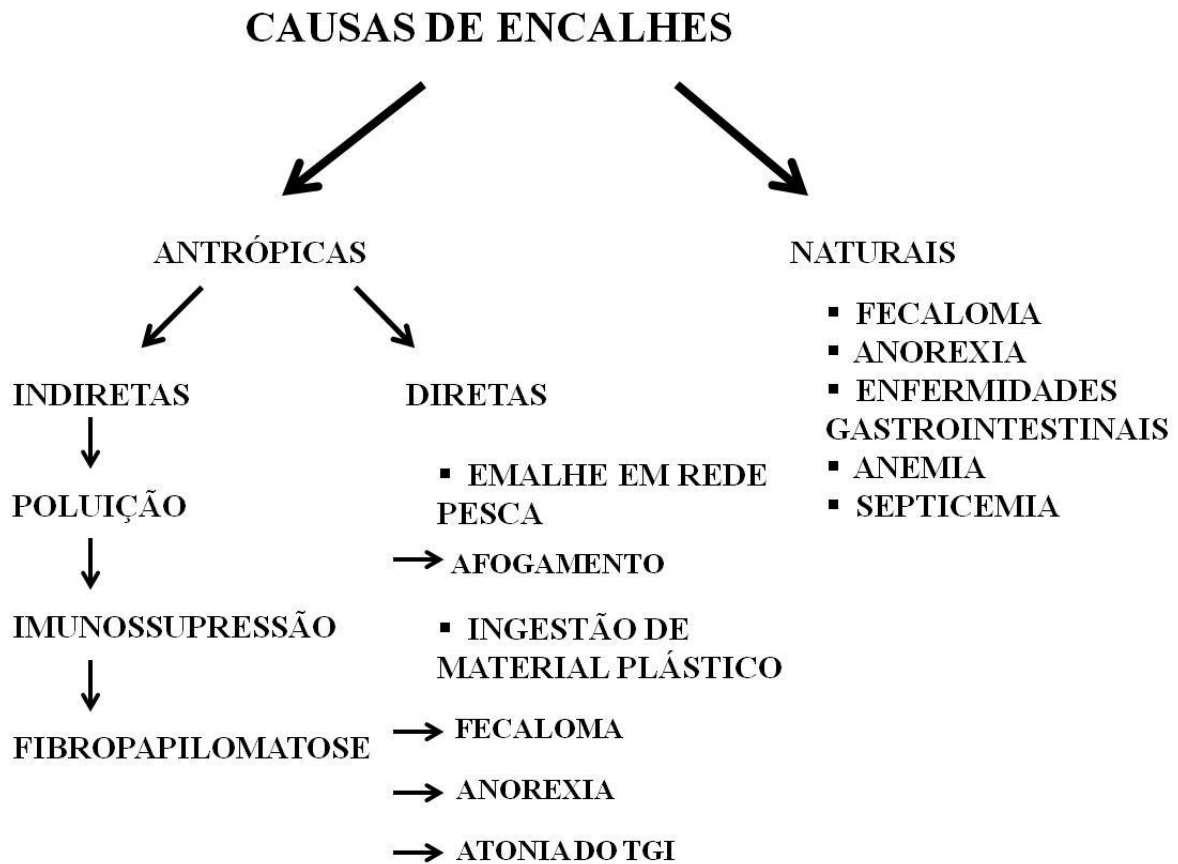 CAUSAS DE ENCALHES
ANTRÓPICAS
NATURAIS
▪ FECALOMA
▪ ANOREXIA
▪ ENFERMIDADES
GASTROINTESTINAIS
▪ ANEMIA
▪ SEPTICEMIA
INDIRETAS
POLUIÇÃO
IMUNOSSUPRESSÃO
FIBROPAPILOMATOSE
DIRETAS
▪ EMALHE EM REDE
PESCA
AFOGAMENTO
▪ INGESTÃO DE
MATERIAL PLÁSTICO
FECALOMA
ANOREXIA
ATONIA DO TGI